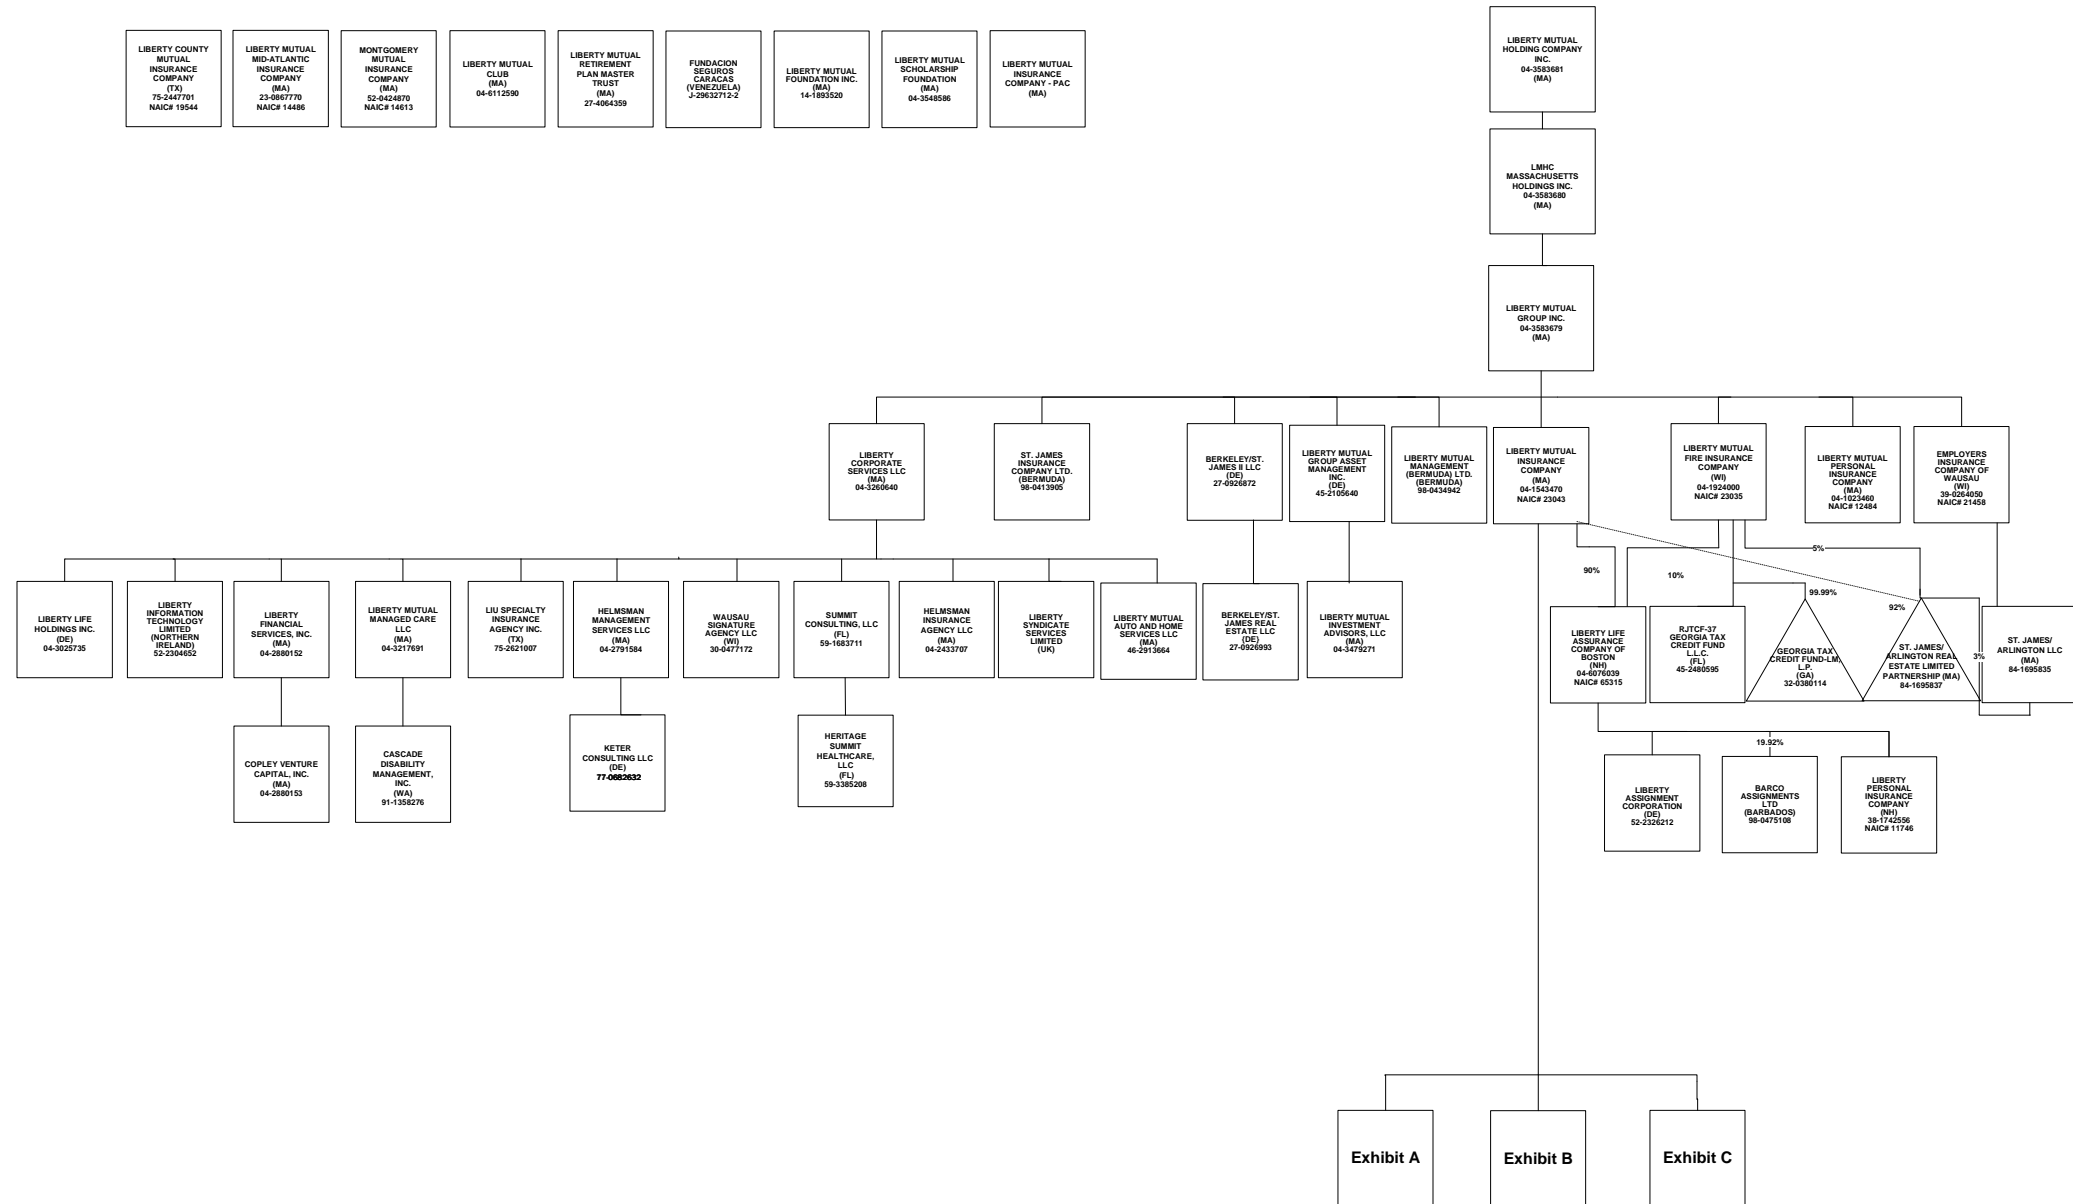 LIBERTY COUNTY
MUTUAL
INSURANCE
COMPANY
(TX)
75-2447701
NAIC# 19544
LIBERTY MUTUAL
MID-ATLANTIC
INSURANCE
COMPANY
(MA)
23-0867770
NAIC# 14486
MONTGOMERY
MUTUAL
INSURANCE
COMPANY
(MA)
52-0424870
NAIC# 14613
LIBERTY MUTUAL
CLUB
(MA)
04-6112590
LIBERTY MUTUAL
RETIREMENT
PLAN MASTER
TRUST
(MA)
27-4064359
FUNDACION
SEGUROS
CARACAS
(VENEZUELA)
J-29632712-2
LIBERTY MUTUAL
FOUNDATION INC.
(MA)
14-1893520
LIBERTY MUTUAL
SCHOLARSHIP
FOUNDATION
(MA)
04-3548586
LIBERTY MUTUAL
INSURANCE
COMPANY - PAC
(MA)
LIBERTY MUTUAL
HOLDING COMPANY
INC.
04-3583681
(MA)
LMHC
MASSACHUSETTS
HOLDINGS INC.
04-3583680
(MA)
LIBERTY MUTUAL
GROUP INC.
04-3583679
(MA)
LIBERTY
CORPORATE
SERVICES LLC
(MA)
04-3260640
ST. JAMES
INSURANCE
COMPANY LTD.
(BERMUDA)
98-0413905
BERKELEY/ST.
JAMES II LLC
(DE)
27-0926872
LIBERTY MUTUAL
GROUP ASSET
MANAGEMENT
INC.
(DE)
45-2105640
LIBERTY MUTUAL
MANAGEMENT
(BERMUDA) LTD.
(BERMUDA)
98-0434942
LIBERTY MUTUAL
INSURANCE
COMPANY
(MA)
04-1543470
NAIC# 23043
LIBERTY MUTUAL
FIRE INSURANCE
COMPANY
(WI)
04-1924000
NAIC# 23035
LIBERTY MUTUAL
PERSONAL
INSURANCE
COMPANY
(MA)
04-1023460
NAIC# 12484
EMPLOYERS
INSURANCE
COMPANY OF
WAUSAU
(WI)
39-0264050
NAIC# 21458
90%
10%
5%
99.99%
92%
3%
LIBERTY LIFE
HOLDINGS INC.
(DE)
04-3025735
LIBERTY
INFORMATION
TECHNOLOGY
LIMITED
(NORTHERN
IRELAND)
52-2304652
LIBERTY
FINANCIAL
SERVICES, INC.
(MA)
04-2880152
LIBERTY MUTUAL
MANAGED CARE
LLC
(MA)
04-3217691
LIU SPECIALTY
INSURANCE
AGENCY INC.
(TX)
75-2621007
HELMSMAN
MANAGEMENT
SERVICES LLC
(MA)
04-2791584
WAUSAU
SIGNATURE
AGENCY LLC
(WI)
30-0477172
SUMMIT
CONSULTING, LLC
(FL)
59-1683711
HELMSMAN
INSURANCE
AGENCY LLC
(MA)
04-2433707
LIBERTY
SYNDICATE
SERVICES
LIMITED
(UK)
LIBERTY MUTUAL
AUTO AND HOME
SERVICES LLC
(MA)
46-2913664
BERKELEY/ST.
JAMES REAL
ESTATE LLC
(DE)
27-0926993
LIBERTY MUTUAL
INVESTMENT
ADVISORS, LLC
(MA)
04-3479271
LIBERTY LIFE
ASSURANCE
COMPANY OF
BOSTON
(NH)
04-6076039
NAIC# 65315
RJTCF-37
GEORGIA TAX
CREDIT FUND
L.L.C.
(FL)
45-2480595
GEORGIA TAX
CREDIT FUND-LM,
L.P.
(GA)
32-0380114
ST. JAMES/
ARLINGTON REAL
ESTATE LIMITED
PARTNERSHIP (MA)
84-1695837
ST. JAMES/
ARLINGTON LLC
(MA)
84-1695835
COPLEY VENTURE
CAPITAL, INC.
(MA)
04-2880153
CASCADE
DISABILITY
MANAGEMENT,
INC.
(WA)
91-1358276
KETER
CONSULTING LLC
(DE)
77-0682632
HERITAGE
SUMMIT
HEALTHCARE,
LLC
(FL)
59-3385208
19.92%
LIBERTY
ASSIGNMENT
CORPORATION
(DE)
52-2326212
BARCO
ASSIGNMENTS
LTD
(BARBADOS)
98-0475108
LIBERTY
PERSONAL
INSURANCE
COMPANY
(NH)
38-1742556
NAIC# 11746
Exhibit A
Exhibit B
Exhibit C